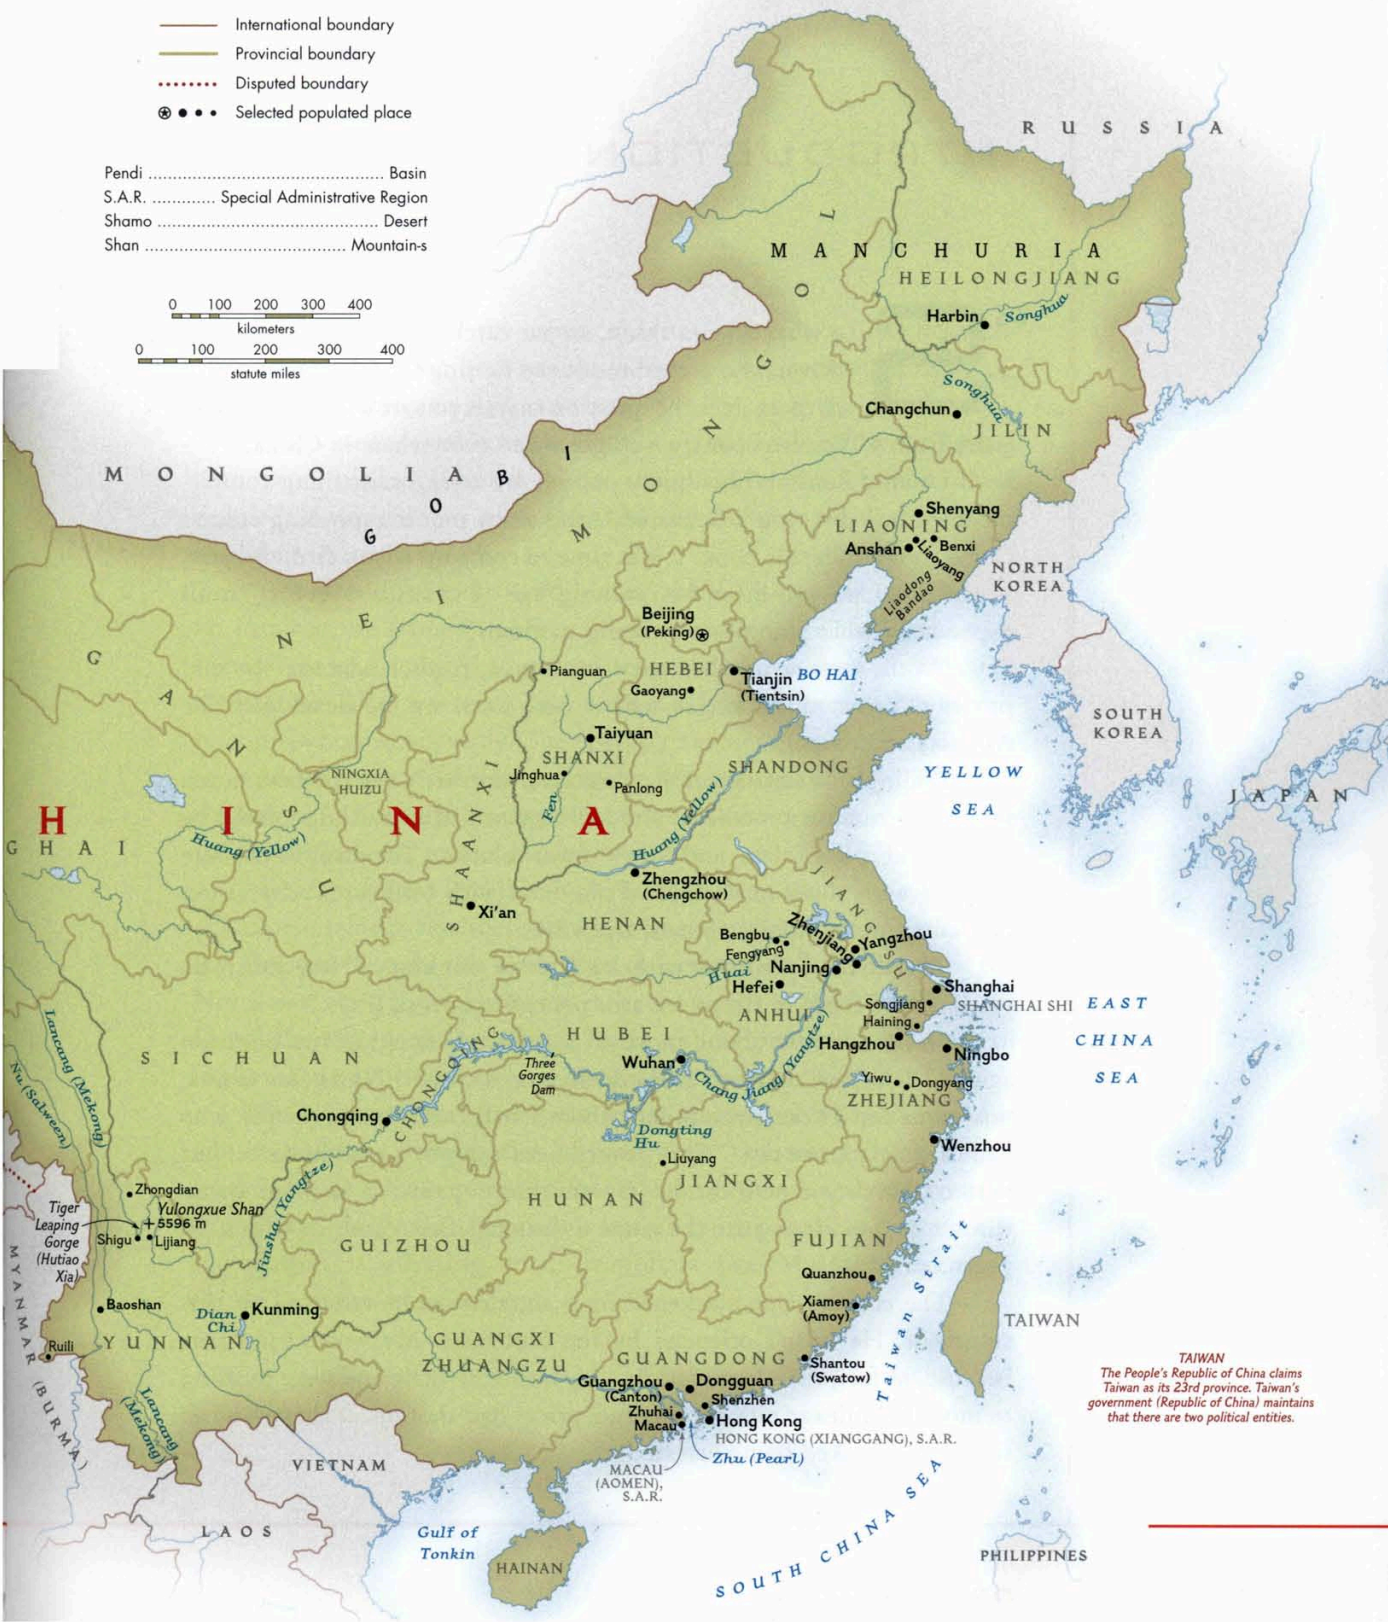 International boundary
Provincial boundary
Disputed boundary
Selected populated place
Pendi ........................................... Basin
S.A.R. ............ Special Administrative Region
Shamo .......................................... Desert
Shan ..................................... Mountain-s
0 100 200 300 400
kilometers
0 100 200 300 400
statute miles
RUSSIA
MANCHURIA
HEILONGJIANG
Harbin
Songhua
Songhua
Changchun
JILIN
MONGOLIA
GOBI
NEI MONGOL
Shenyang
LIAONING
Anshan
Liaoyang
Benxi
Liaodong
Bandao
NORTH
KOREA
Beijing
(Peking)
HEBEI
Pianguan
Gaoyang
Tianjin
(Tientsin)
BO HAI
GANSU
Taiyuan
SHANXI
Jinghua
Panlong
Fen
SHANDONG
SOUTH
KOREA
YELLOW
SEA
JAPAN
NINGXIA
HUIZU
HINA
GHAI
Huang (Yellow)
SHAANXI
Huang (Yellow)
Zhengzhou
(Chengchow)
Xi'an
HENAN
JIANGSU
Bengbu
Fengyang
Zhenjiang
Yangzhou
Huai
Nanjing
Hefei
ANHUI
Shanghai
SHANGHAI SHI
Songjiang
Haining
Hangzhou
Ningbo
EAST
CHINA
SEA
Lancang (Mekong)
Nu (Salween)
SICHUAN
CHONGQING
HUBEI
Three
Gorges
Dam
Wuhan
Chang Jiang (Yangtze)
Yiwu
Dongyang
ZHEJIANG
Chongqing
Dongting
Hu
Liuyang
Wenzhou
JIANGXI
HUNAN
Zhongdian
Yulongxue Shan
5596 m
Tiger
Leaping
Gorge
(Hutiao
Xia)
Shigu
Lijiang
Jinsha (Yangtze)
GUIZHOU
FUJIAN
Quanzhou
Xiamen
(Amoy)
Taiwan Strait
TAIWAN
MYANMAR
(BURMA)
Baoshan
Dian
Chi
Kunming
YUNNAN
Ruili
Lancang
(Mekong)
GUANGXI
ZHUANGZU
GUANGDONG
Shantou
(Swatow)
Guangzhou
(Canton)
Dongguan
Shenzhen
Zhuhai
Macau
Hong Kong
HONG KONG (XIANGGANG), S.A.R.
Zhu (Pearl)
MACAU
(AOMEN),
S.A.R.
TAIWAN
The People's Republic of China claims
Taiwan as its 23rd province. Taiwan's
government (Republic of China) maintains
that there are two political entities.
VIETNAM
LAOS
Gulf of
Tonkin
HAINAN
SOUTH CHINA SEA
PHILIPPINES